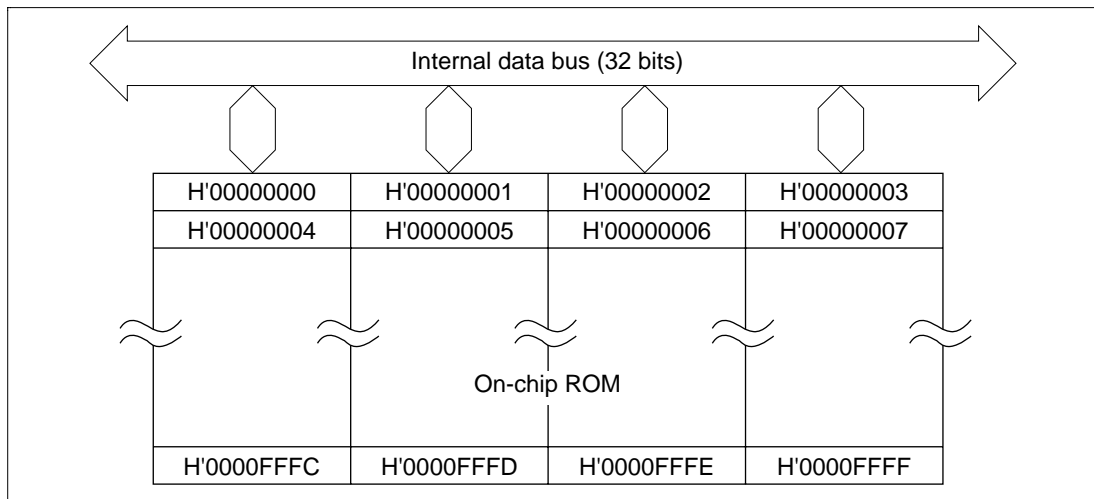 Internal data bus (32 bits)
H'00000000 H'00000001 H'00000002 H'00000003
H'00000004 H'00000005 H'00000006 H'00000007
On-chip ROM
H'0000FFFC H'0000FFFD H'0000FFFE H'0000FFFF